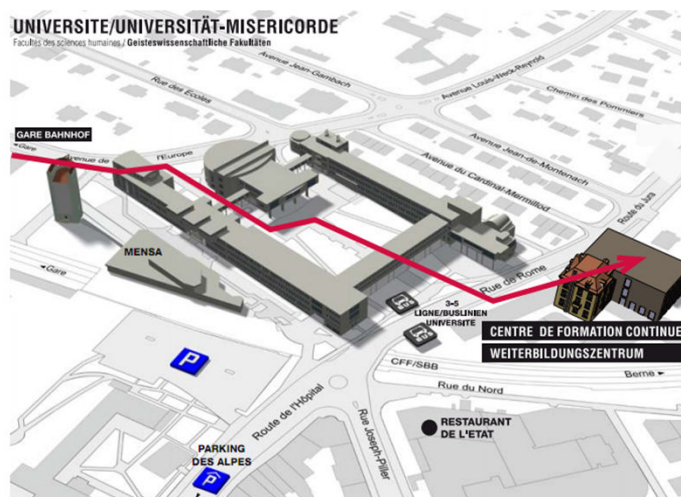 UNIVERSITE/UNIVERSITÄT-MISERICORDE
Facultés des sciences humaines / Geisteswissenschaftliche Fakultäten
Avenue Jean-Gambach
Avenue Louis-Weck-Reynold
Rue des Ecoles
Chemin des Pommiers
GARE BAHNHOF
Gare
Avenue de l'Europe
Avenue Jean-de-Montenach
Avenue du Cardinal-Mermillod
Route du Jura
MENSA
Gare
Rue de Rome
3-5
LIGNE/BUSLINIEN
UNIVERSITE
CENTRE DE FORMATION CONTINUE
WEITERBILDUNGSZENTRUM
P
CFF/SBB
Berne
Rue du Nord
Route de l'Hôpital
Rue Joseph-Piller
RESTAURANT
DE L'ETAT
PARKING
DES ALPES
P